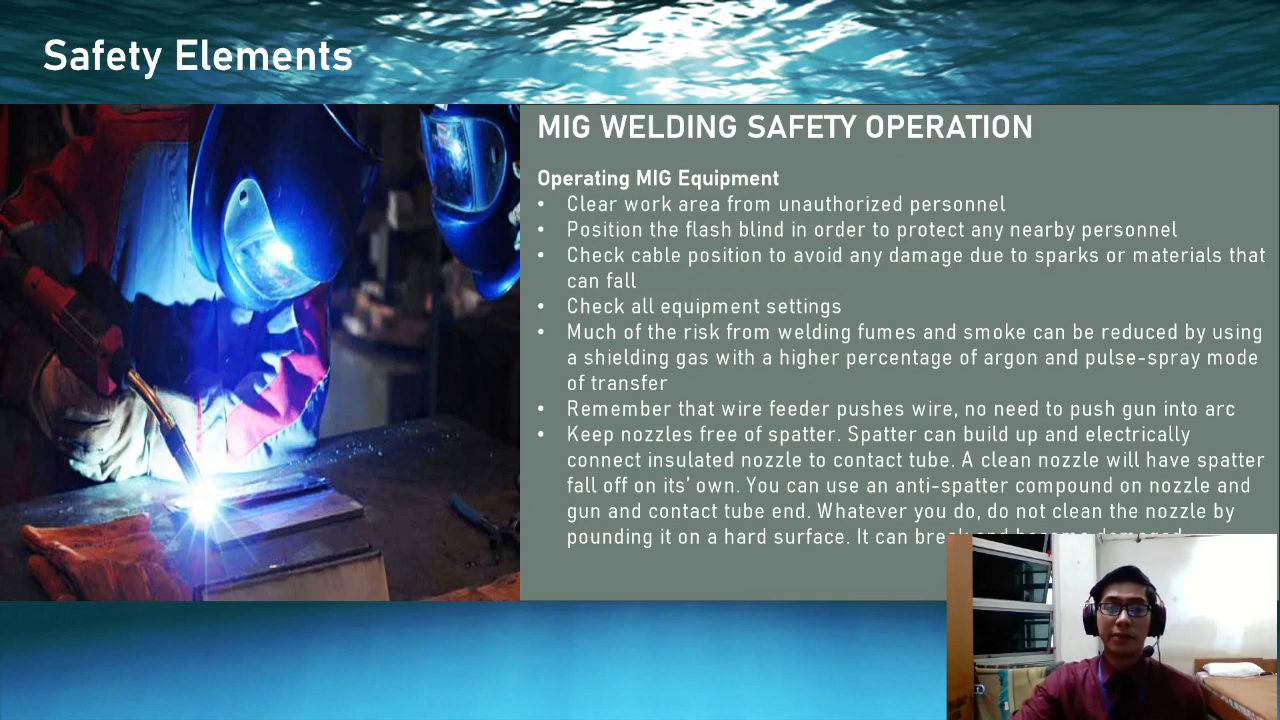 Safety Elements
MIG WELDING SAFETY OPERATION
Operating MIG Equipment
• Clear work area from unauthorized personnel
• Position the flash blind in order to protect any nearby personnel
• Check cable position to avoid any damage due to sparks or materials that
can fall
• Check all equipment settings
• Much of the risk from welding fumes and smoke can be reduced by using
a shielding gas with a higher percentage of argon and pulse-spray mode
of transfer
• Remember that wire feeder pushes wire, no need to push gun into arc
• Keep nozzles free of spatter. Spatter can build up and electrically
connect insulated nozzle to contact tube. A clean nozzle will have spatter
fall off on its’ own. You can use an anti-spatter compound on nozzle and
gun and contact tube end. Whatever you do, do not clean the nozzle by
pounding it on a hard surface. It can break and become damaged